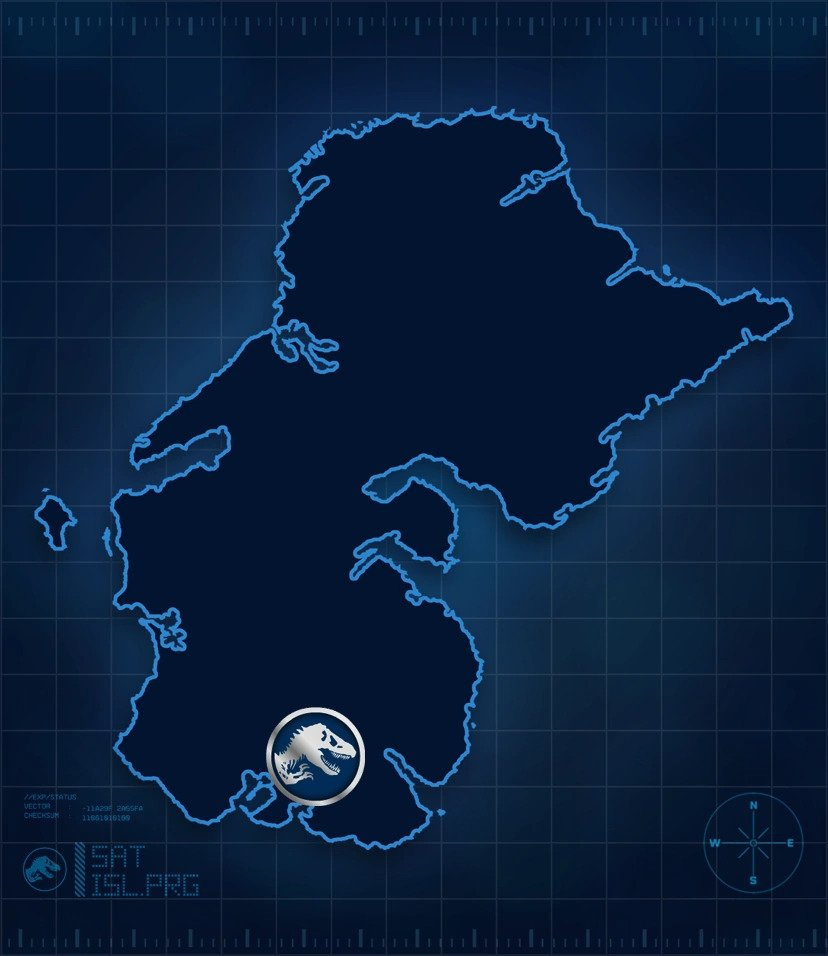 //EXP/STATUS
VECTOR :
CHECKSUM :
SAT
ISL.PRG
N
W E
S